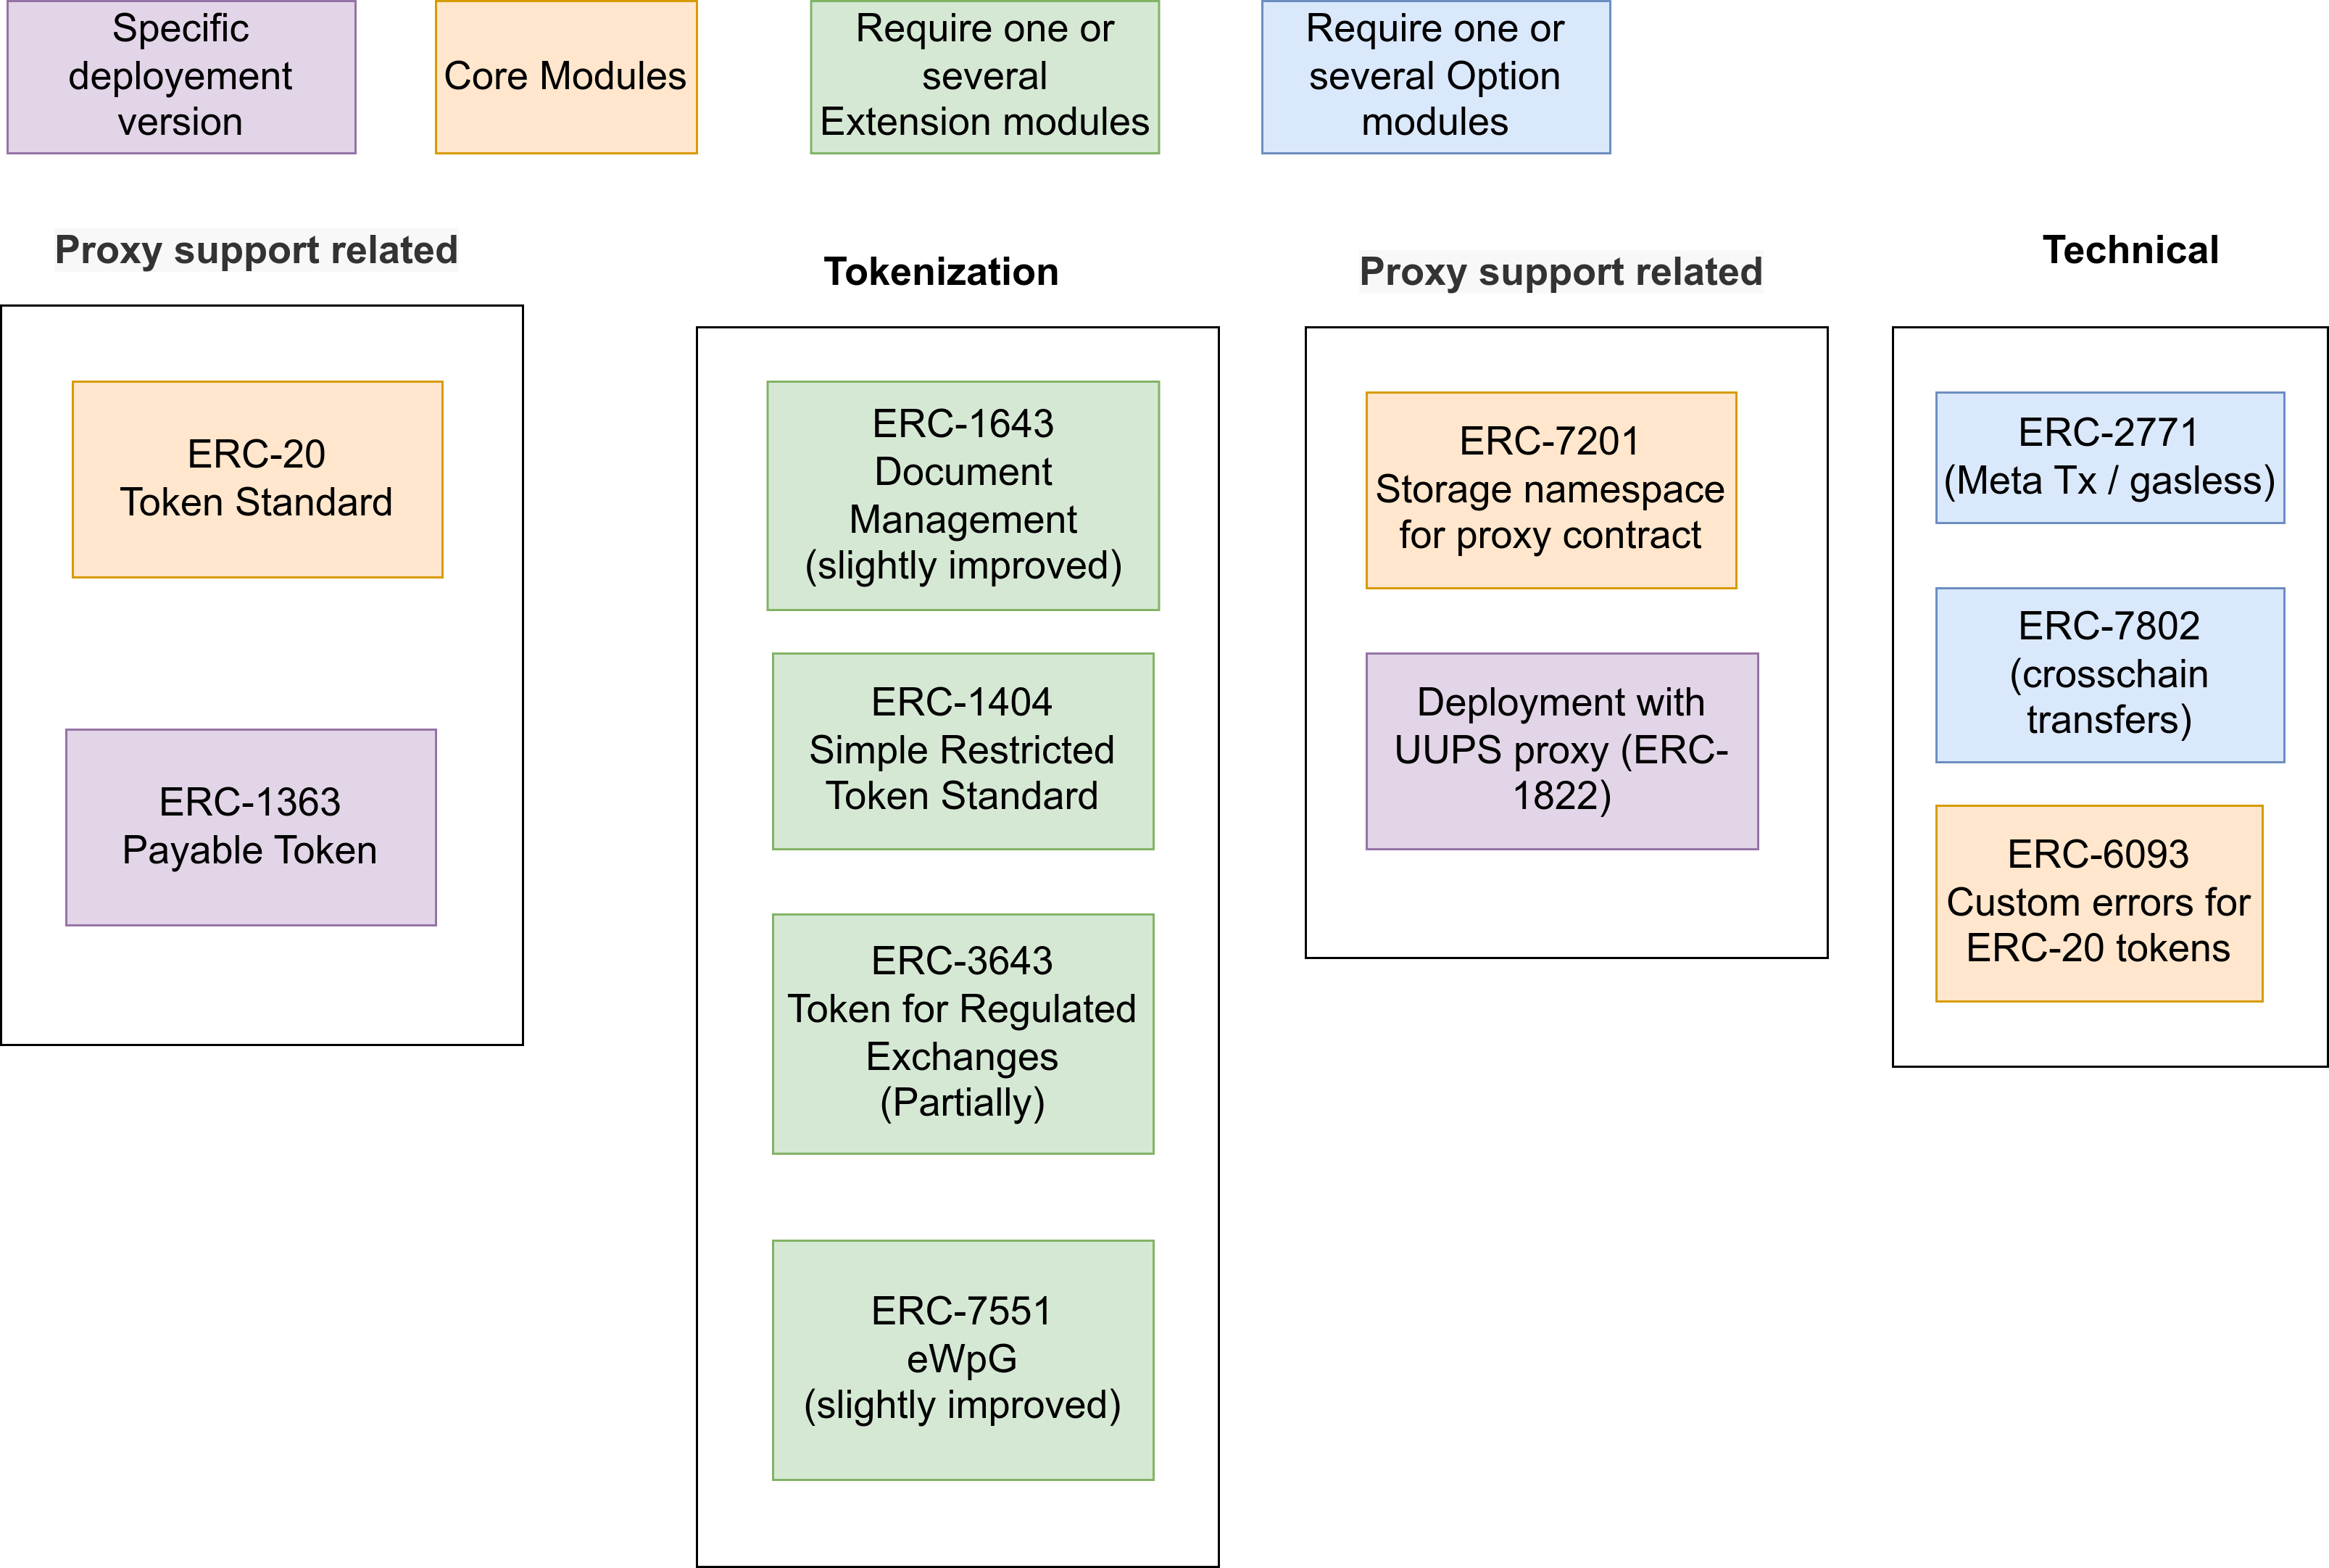 Specific
deployement
version
Core Modules
Require one or
several
Extension modules
Require one or
several Option
modules
Proxy support related
ERC-20
Token Standard
ERC-1363
Payable Token
Tokenization
ERC-1643
Document
Management
(slightly improved)
ERC-1404
Simple Restricted
Token Standard
ERC-3643
Token for Regulated
Exchanges
(Partially)
ERC-7551
eWpG
(slightly improved)
Proxy support related
ERC-7201
Storage namespace
for proxy contract
Deployment with
UUPS proxy (ERC-
1822)
Technical
ERC-2771
(Meta Tx / gasless)
ERC-7802
(crosschain
transfers)
ERC-6093
Custom errors for
ERC-20 tokens